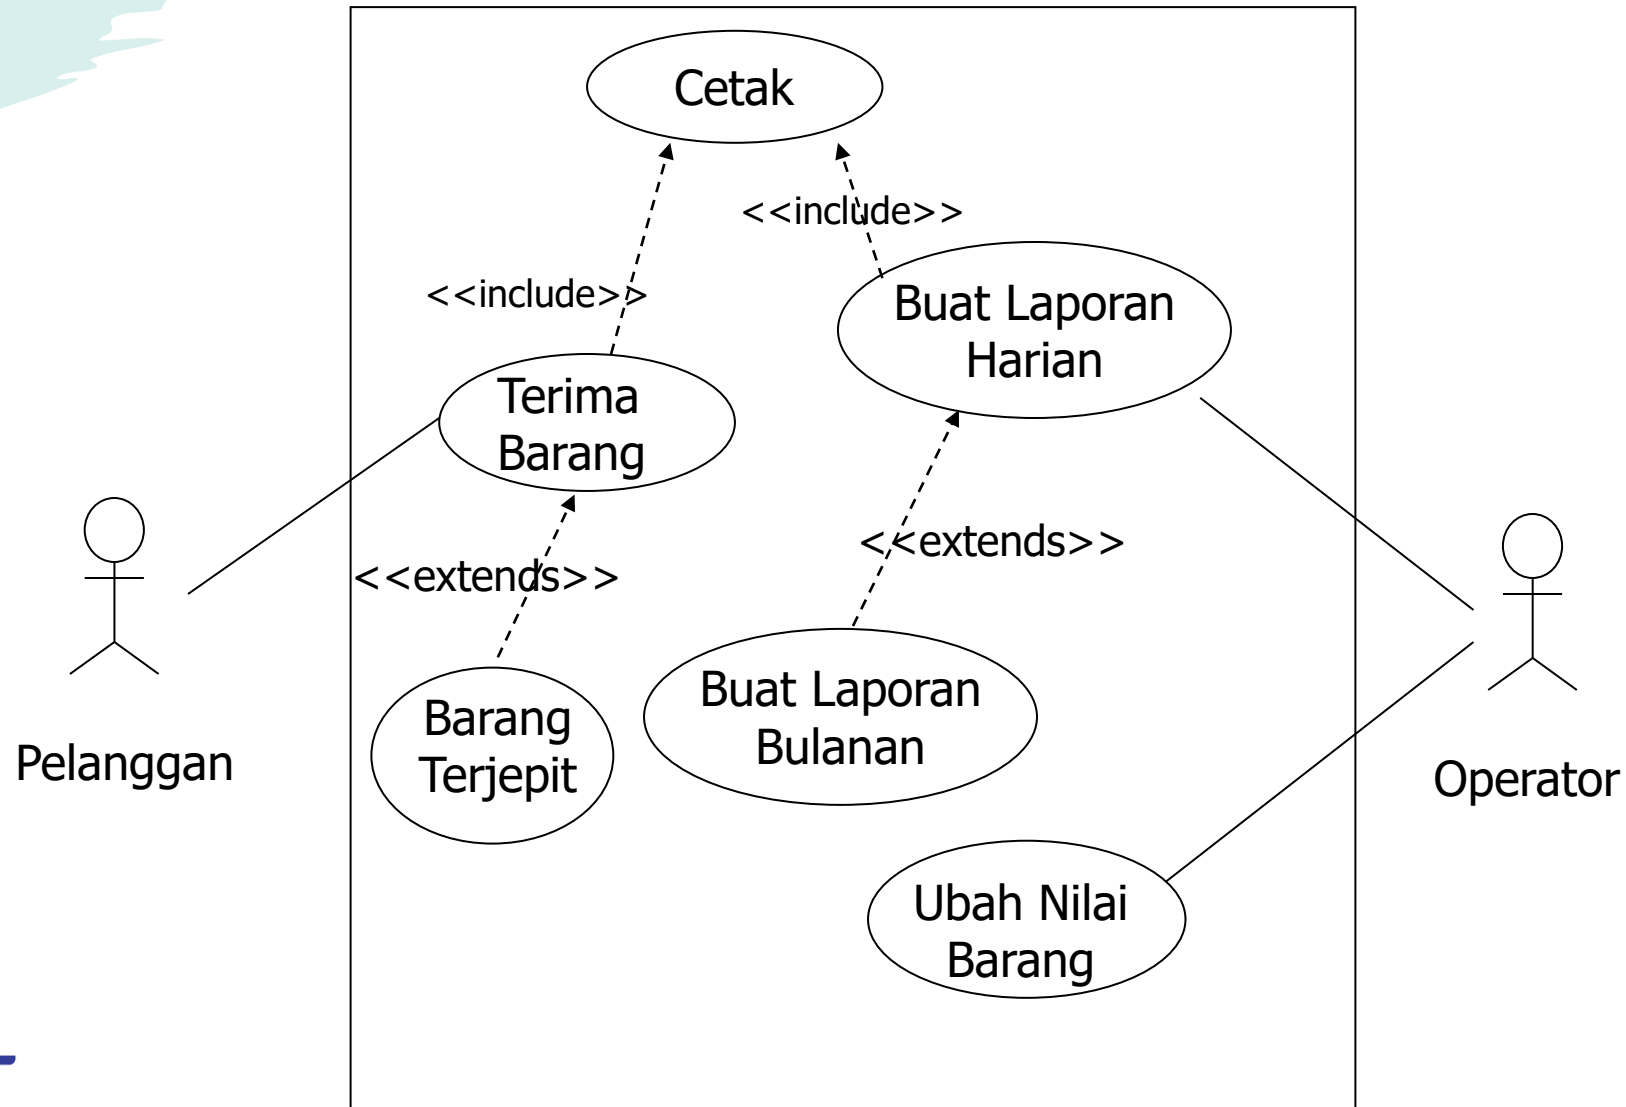 Cetak
<<include>>
<<include>>
Buat Laporan
Harian
Terima
Barang
<<extends>>
<<extends>>
Buat Laporan
Bulanan
Barang
Terjepit
Pelanggan
Operator
Ubah Nilai
Barang